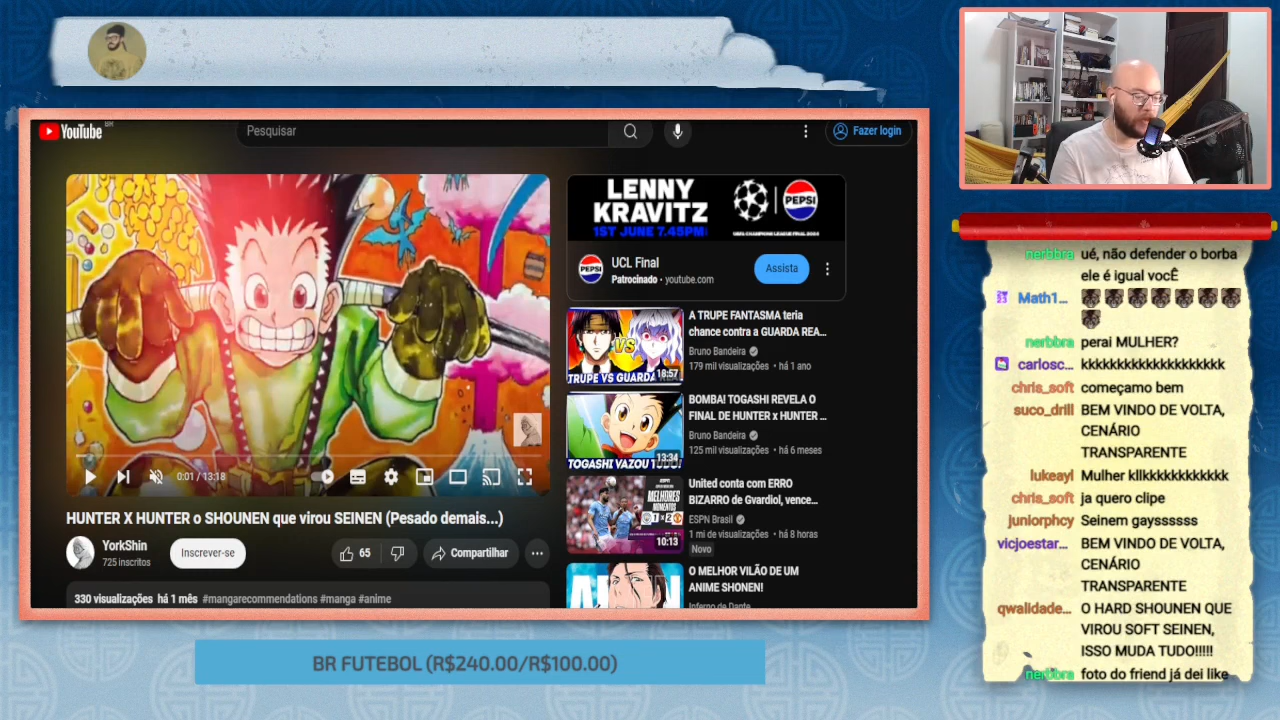 YouTube BR
Pesquisar
Fazer login
LENNY
KRAVITZ
1ST JUNE 7.45PM
PEPSI
UEFA CHAMPIONS LEAGUE FINAL 2024
PEPSI
UCL Final
Patrocinado · youtube.com
Assista
A TRUPE FANTASMA teria
chance contra a GUARDA REA...
Bruno Bandeira
179 mil visualizações • há 1 ano
VS
18:57
TRUPE VS GUARDA
BOMBA! TOGASHI REVELA O
FINAL DE HUNTER x HUNTER ...
Bruno Bandeira
125 mil visualizações • há 6 meses
13:34
TOGASHI VAZOU TUDO!
United conta com ERRO
BIZARRO de Gvardiol, vence...
ESPN Brasil
1 mi de visualizações • há 8 horas
Novo
MELHORES
MOMENTOS
1 x 2
10:13
O MELHOR VILÃO DE UM
ANIME SHONEN!
Inferno de Dante
0:01 / 13:18
HUNTER X HUNTER o SHOUNEN que virou SEINEN (Pesado demais...)
YorkShin
725 inscritos
Inscrever-se
65
Compartilhar
330 visualizações há 1 mês #mangarecommendations #manga #anime
BR FUTEBOL (R$240.00/R$100.00)
nerbbra ué, não defender o borba
ele é igual vocÊ
Math1...
nerbbra perai MULHER?
cariosc... kkkkkkkkkkkkkkkkkkkk
chris_soft começamo bem
suco_drill BEM VINDO DE VOLTA,
CENÁRIO
TRANSPARENTE
lukeayl Mulher kllkkkkkkkkkkk
chris_soft ja quero clipe
juniorphcy Seinem gayssssss
vicjoestar... BEM VINDO DE VOLTA,
CENÁRIO
TRANSPARENTE
qwalidade... O HARD SHOUNEN QUE
VIROU SOFT SEINEN,
ISSO MUDA TUDO!!!!!
nerbbra foto do friend já dei like